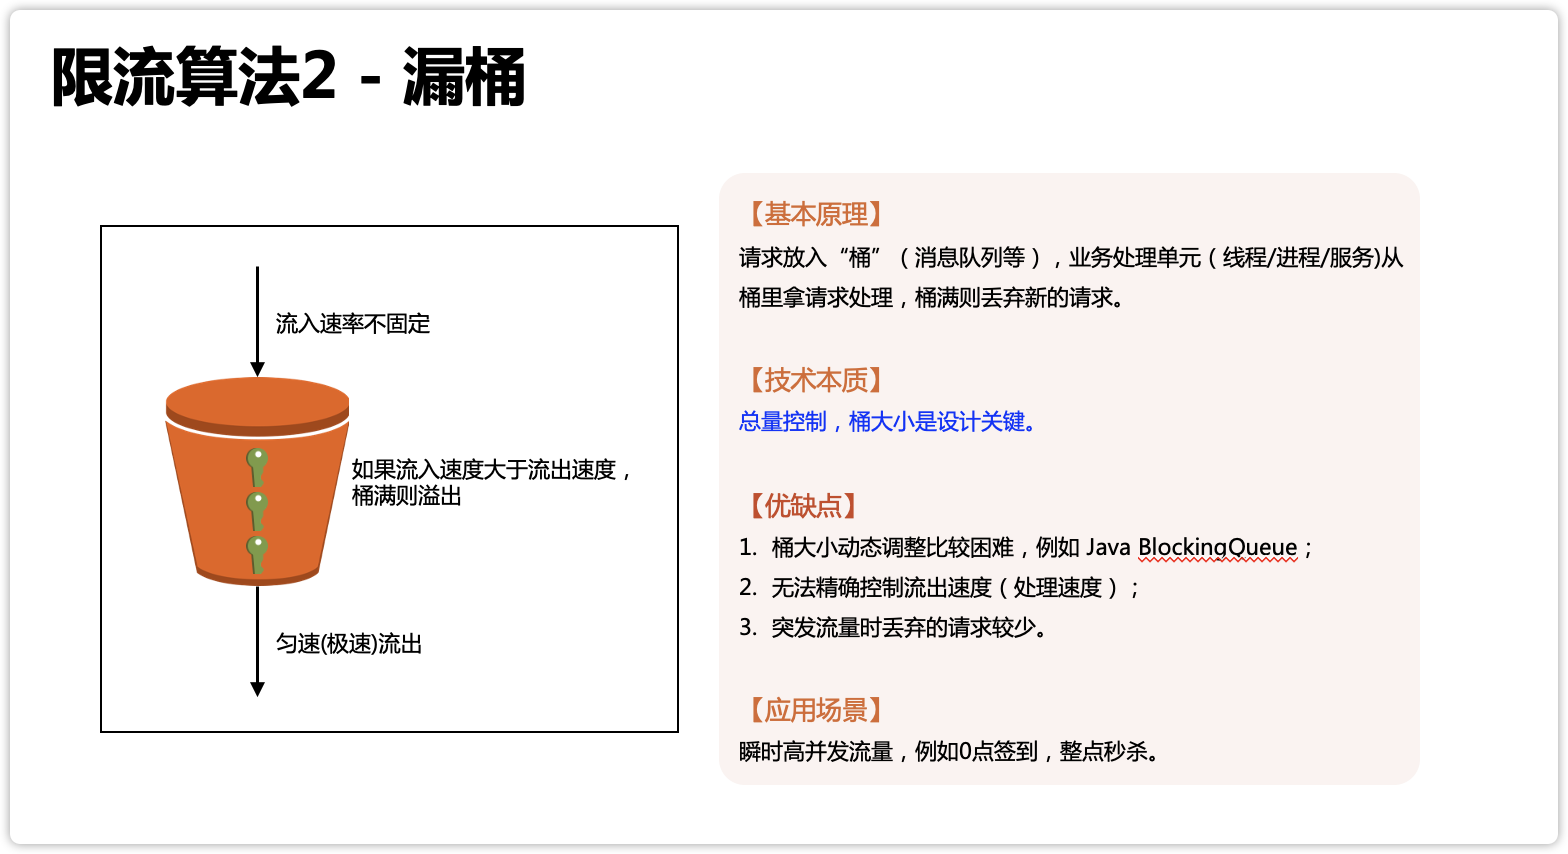 限流算法2 - 漏桶
流入速率不固定
如果流入速度大于流出速度，
桶满则溢出
匀速(极速)流出
【基本原理】
请求放入“桶”（消息队列等），业务处理单元（线程/进程/服务)从
桶里拿请求处理，桶满则丢弃新的请求。
【技术本质】
总量控制，桶大小是设计关键。
【优缺点】
1. 桶大小动态调整比较困难，例如 Java BlockingQueue；
2. 无法精确控制流出速度（处理速度）；
3. 突发流量时丢弃的请求较少。
【应用场景】
瞬时高并发流量，例如0点签到，整点秒杀。